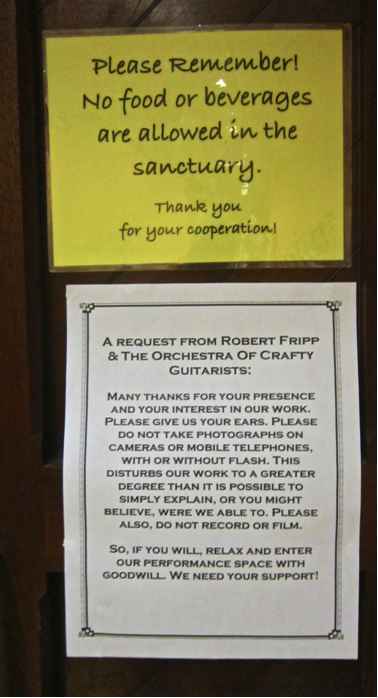 Please Remember!
No food or beverages
are allowed in the
sanctuary.
Thank you
for your cooperation!
A REQUEST FROM ROBERT FRIPP
& THE ORCHESTRA OF CRAFTY
GUITARISTS:
MANY THANKS FOR YOUR PRESENCE
AND YOUR INTEREST IN OUR WORK.
PLEASE GIVE US YOUR EARS. PLEASE
DO NOT TAKE PHOTOGRAPHS ON
CAMERAS OR MOBILE TELEPHONES,
WITH OR WITHOUT FLASH. THIS
DISTURBS OUR WORK TO A GREATER
DEGREE THAN IT IS POSSIBLE TO
SIMPLY EXPLAIN, OR YOU MIGHT
BELIEVE, WERE WE ABLE TO. PLEASE
ALSO, DO NOT RECORD OR FILM.
SO, IF YOU WILL, RELAX AND ENTER
OUR PERFORMANCE SPACE WITH
GOODWILL. WE NEED YOUR SUPPORT!